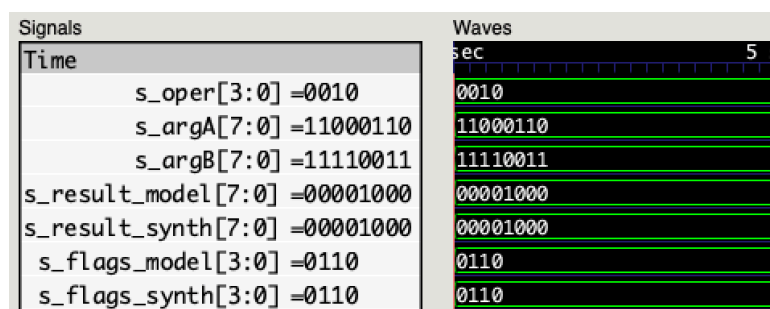 Signals
Time
s_oper[3:0] =0010
s_argA[7:0] =11000110
s_argB[7:0] =11110011
s_result_model[7:0] =00001000
s_result_synth[7:0] =00001000
s_flags_model[3:0] =0110
s_flags_synth[3:0] =0110
Waves
sec 5
0010
11000110
11110011
00001000
00001000
0110
0110